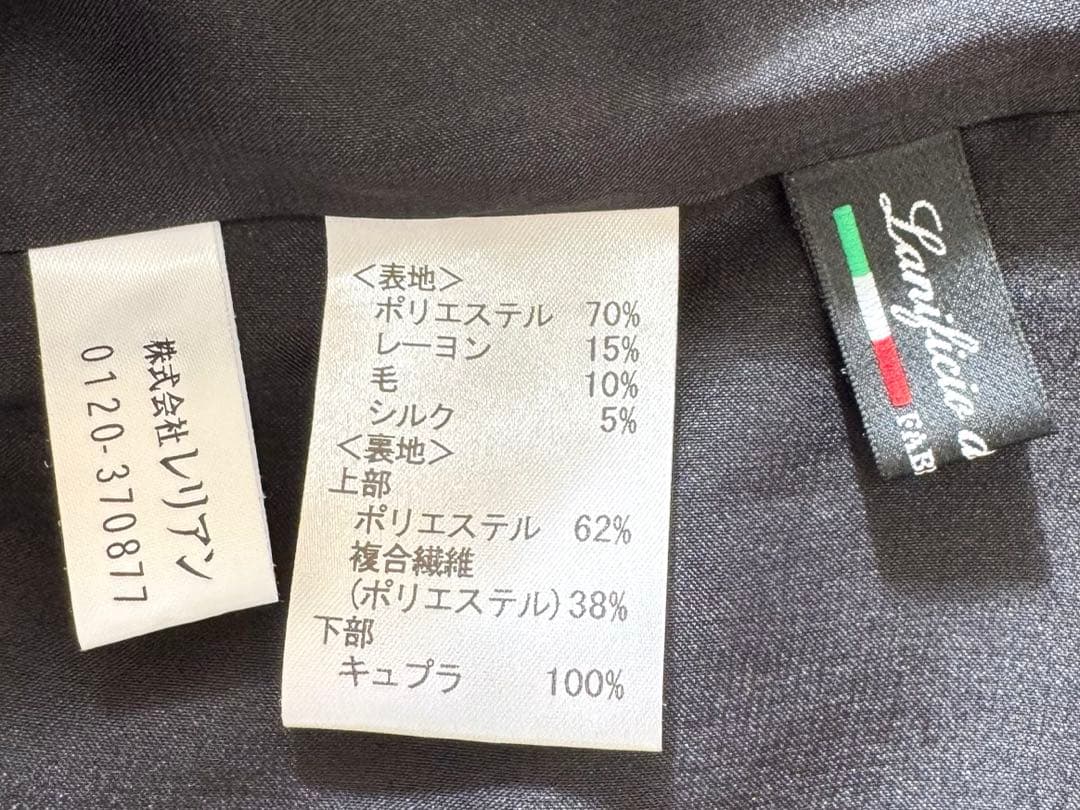 株式会社レリアン
0120-370877
<表地>
ポリエステル 70%
レーヨン 15%
毛 10%
シルク 5%
<裏地>
上部
ポリエステル 62%
複合繊維
(ポリエステル) 38%
下部
キュプラ 100%
Lanificio d
FAB